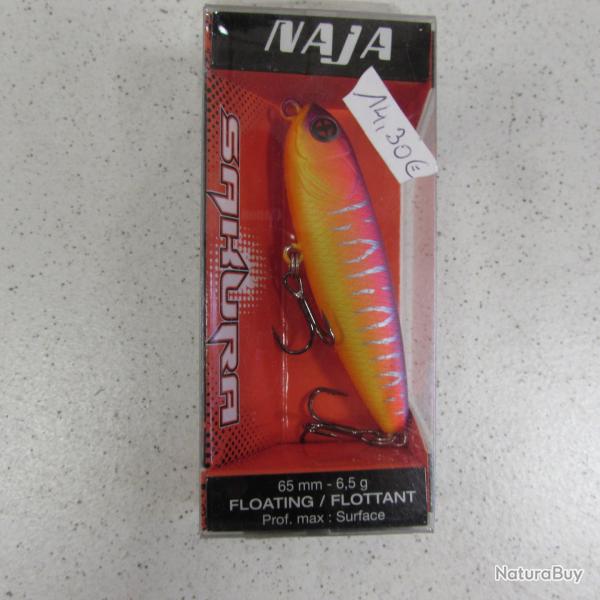 NAJA
14,30€
SAKURA
65 mm - 6,5 g
FLOATING / FLOTTANT
Prof. max : Surface
NaturaBuy